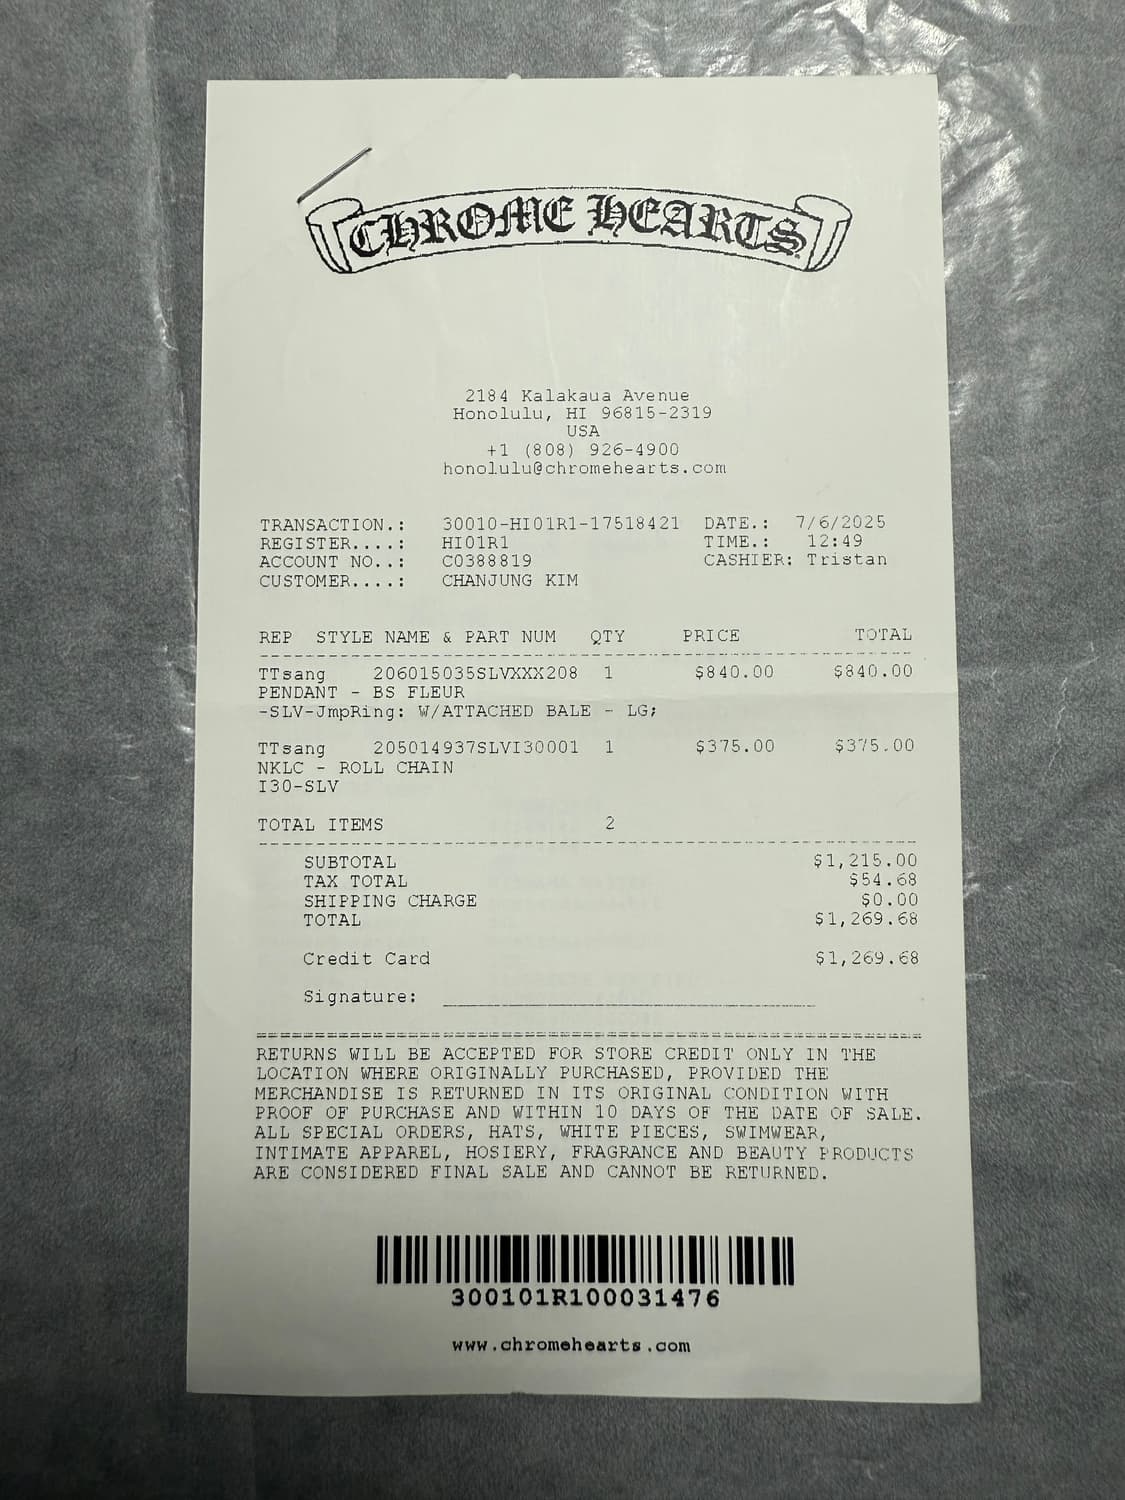 CHROME HEARTS
2184 Kalakaua Avenue
Honolulu, HI 96815-2319
USA
+1 (808) 926-4900
honolulu@chromehearts.com
TRANSACTION.: 30010-HI01R1-17518421 DATE.: 7/6/2025
REGISTER....: HI01R1 TIME.: 12:49
ACCOUNT NO..: C0388819 CASHIER: Tristan
CUSTOMER....: CHANJUNG KIM
REP STYLE NAME & PART NUM QTY PRICE TOTAL
TTsang 206015035SLVXXX208 1 $840.00 $840.00
PENDANT - BS FLEUR
-SLV-JmpRing: W/ATTACHED BALE - LG;
TTsang 205014937SLVI30001 1 $375.00 $375.00
NKLC - ROLL CHAIN
I30-SLV
TOTAL ITEMS 2
SUBTOTAL $1,215.00
TAX TOTAL $54.68
SHIPPING CHARGE $0.00
TOTAL $1,269.68
Credit Card $1,269.68
Signature:
RETURNS WILL BE ACCEPTED FOR STORE CREDIT ONLY IN THE
LOCATION WHERE ORIGINALLY PURCHASED, PROVIDED THE
MERCHANDISE IS RETURNED IN ITS ORIGINAL CONDITION WITH
PROOF OF PURCHASE AND WITHIN 10 DAYS OF THE DATE OF SALE.
ALL SPECIAL ORDERS, HATS, WHITE PIECES, SWIMWEAR,
INTIMATE APPAREL, HOSIERY, FRAGRANCE AND BEAUTY PRODUCTS
ARE CONSIDERED FINAL SALE AND CANNOT BE RETURNED.
300101R100031476
www.chromehearts.com